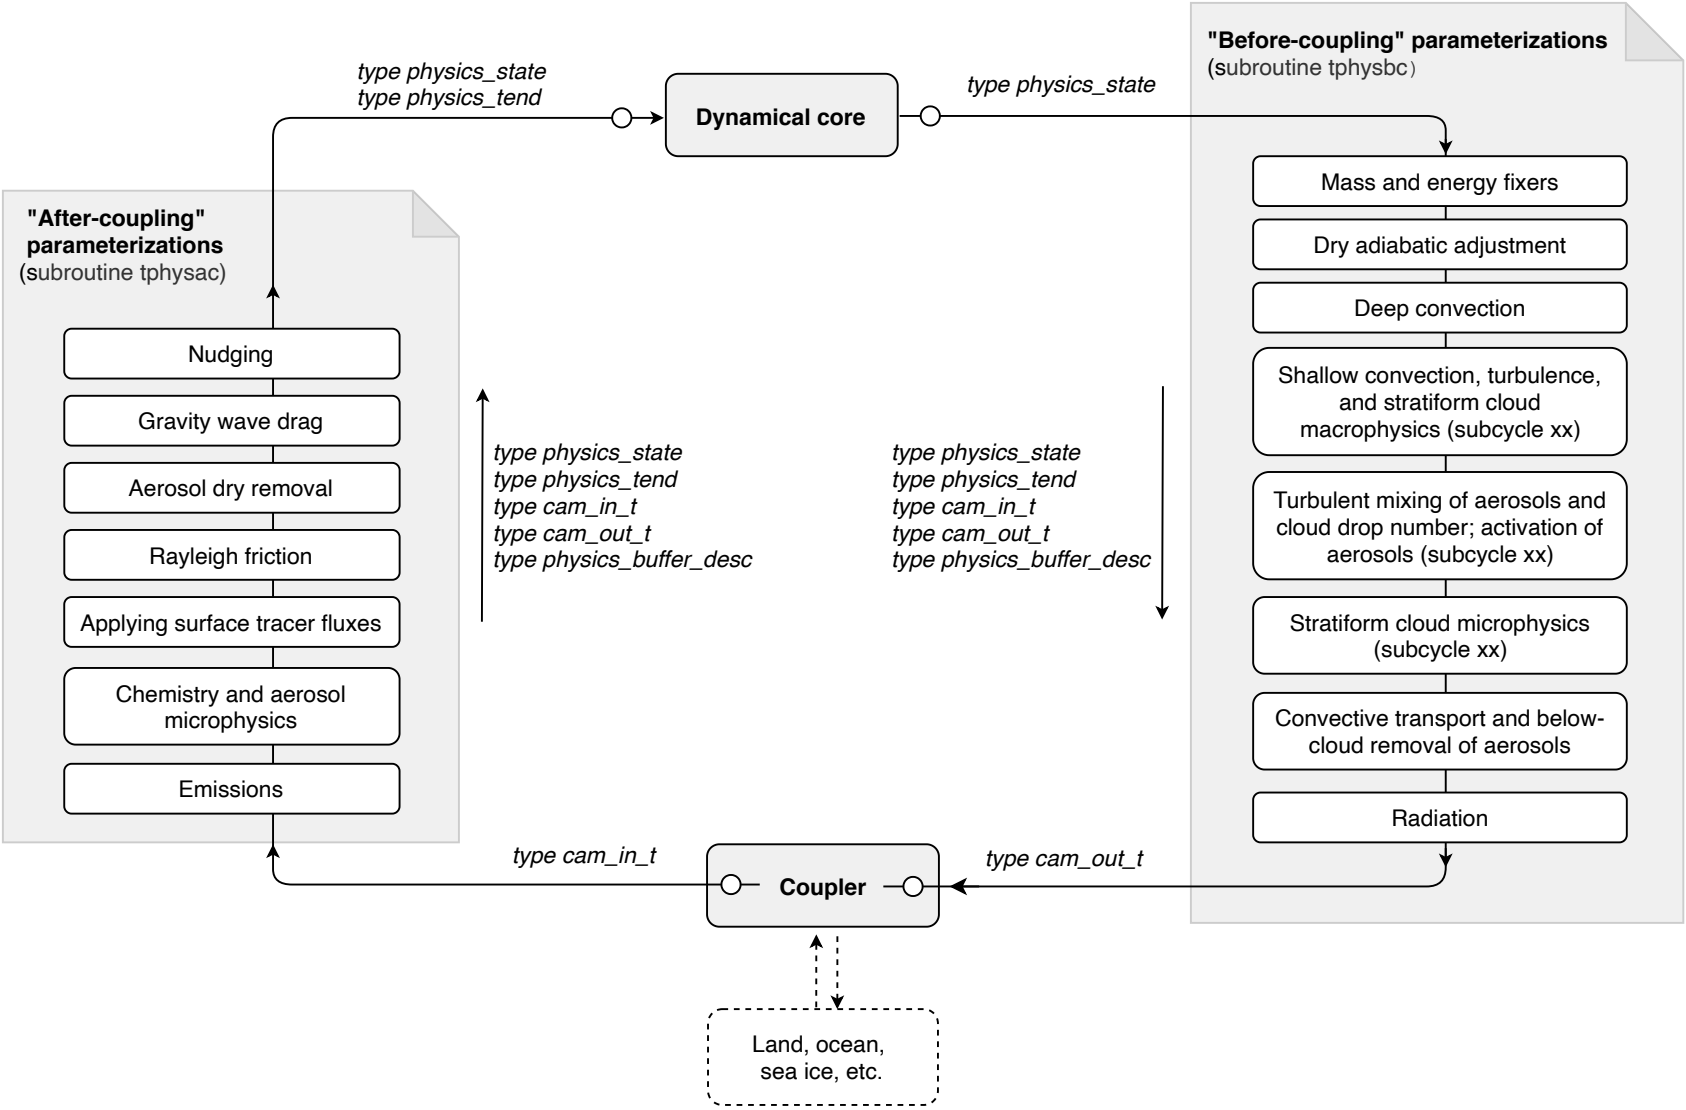 type physics_state
type physics_tend
Dynamical core
type physics_state
"Before-coupling" parameterizations
(subroutine tphysbc)
Mass and energy fixers
Dry adiabatic adjustment
Deep convection
Shallow convection, turbulence,
and stratiform cloud
macrophysics (subcycle xx)
Turbulent mixing of aerosols and
cloud drop number; activation of
aerosols (subcycle xx)
Stratiform cloud microphysics
(subcycle xx)
Convective transport and below-
cloud removal of aerosols
Radiation
"After-coupling"
parameterizations
(subroutine tphysac)
Nudging
Gravity wave drag
Aerosol dry removal
Rayleigh friction
Applying surface tracer fluxes
Chemistry and aerosol
microphysics
Emissions
type physics_state
type physics_tend
type cam_in_t
type cam_out_t
type physics_buffer_desc
type physics_state
type physics_tend
type cam_in_t
type cam_out_t
type physics_buffer_desc
type cam_in_t
Coupler
type cam_out_t
Land, ocean,
sea ice, etc.